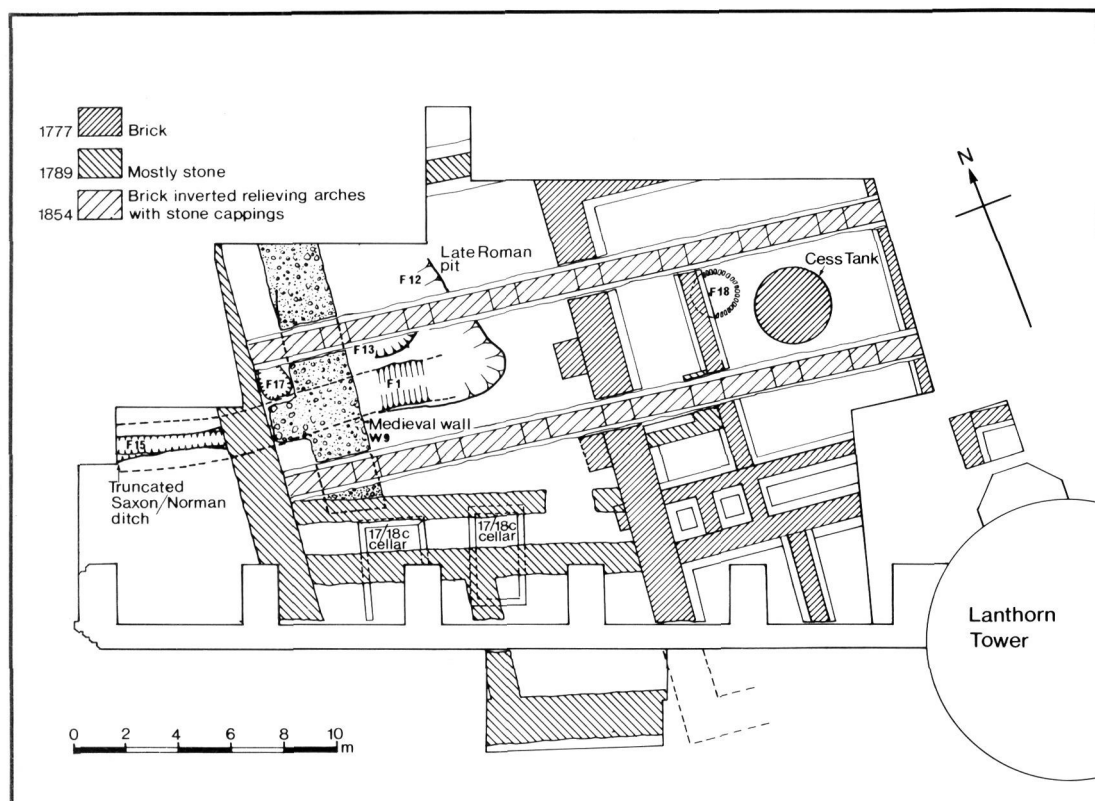 1777 Brick
1789 Mostly stone
1854 Brick inverted relieving arches
with stone cappings
N
Late Roman
pit
F12
Cess Tank
F18
F13
F17
F1
Medieval wall
W9
F15
Truncated
Saxon/Norman
ditch
17/18c
cellar
17/18c
cellar
Lanthorn
Tower
0 2 4 6 8 10
m